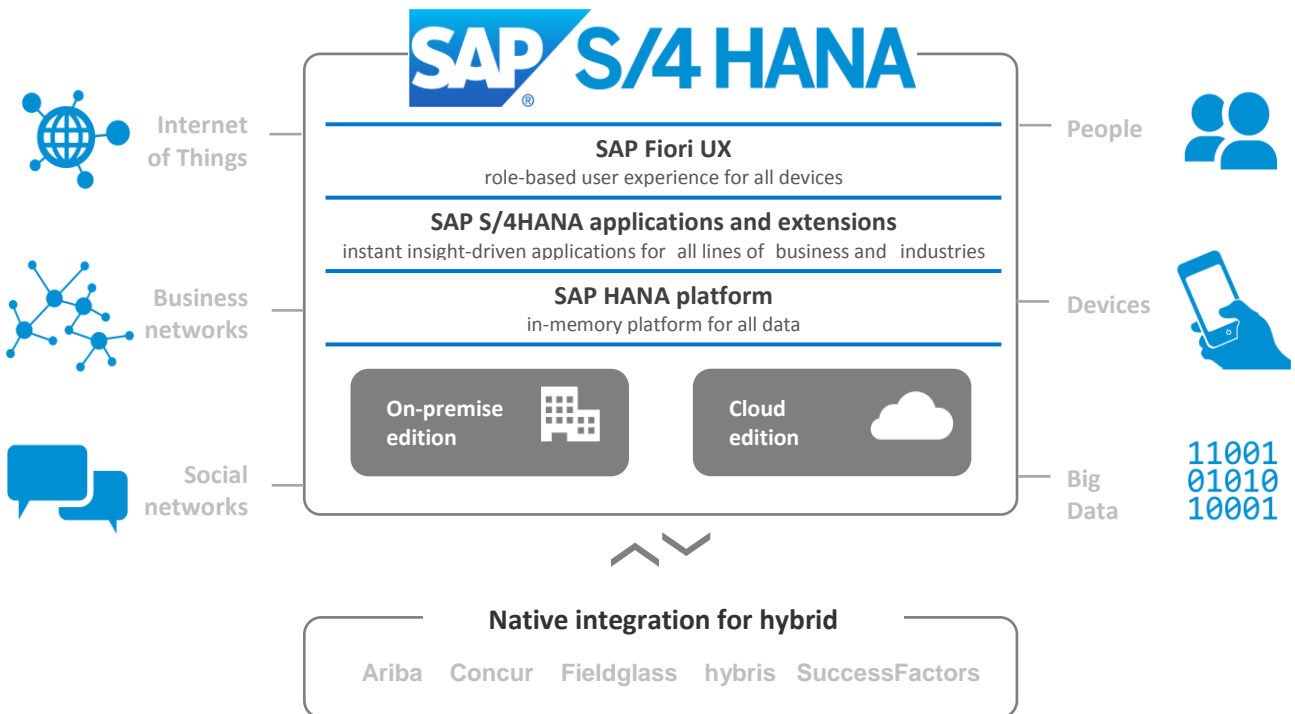 SAP ® S/4 HANA
Internet
of Things
Business
networks
Social
networks
SAP Fiori UX
role-based user experience for all devices
SAP S/4HANA applications and extensions
instant insight-driven applications for all lines of business and industries
SAP HANA platform
in-memory platform for all data
On-premise
edition
Cloud
edition
People
Devices
Big
Data
11001
01010
10001
Native integration for hybrid
Ariba Concur Fieldglass hybris SuccessFactors